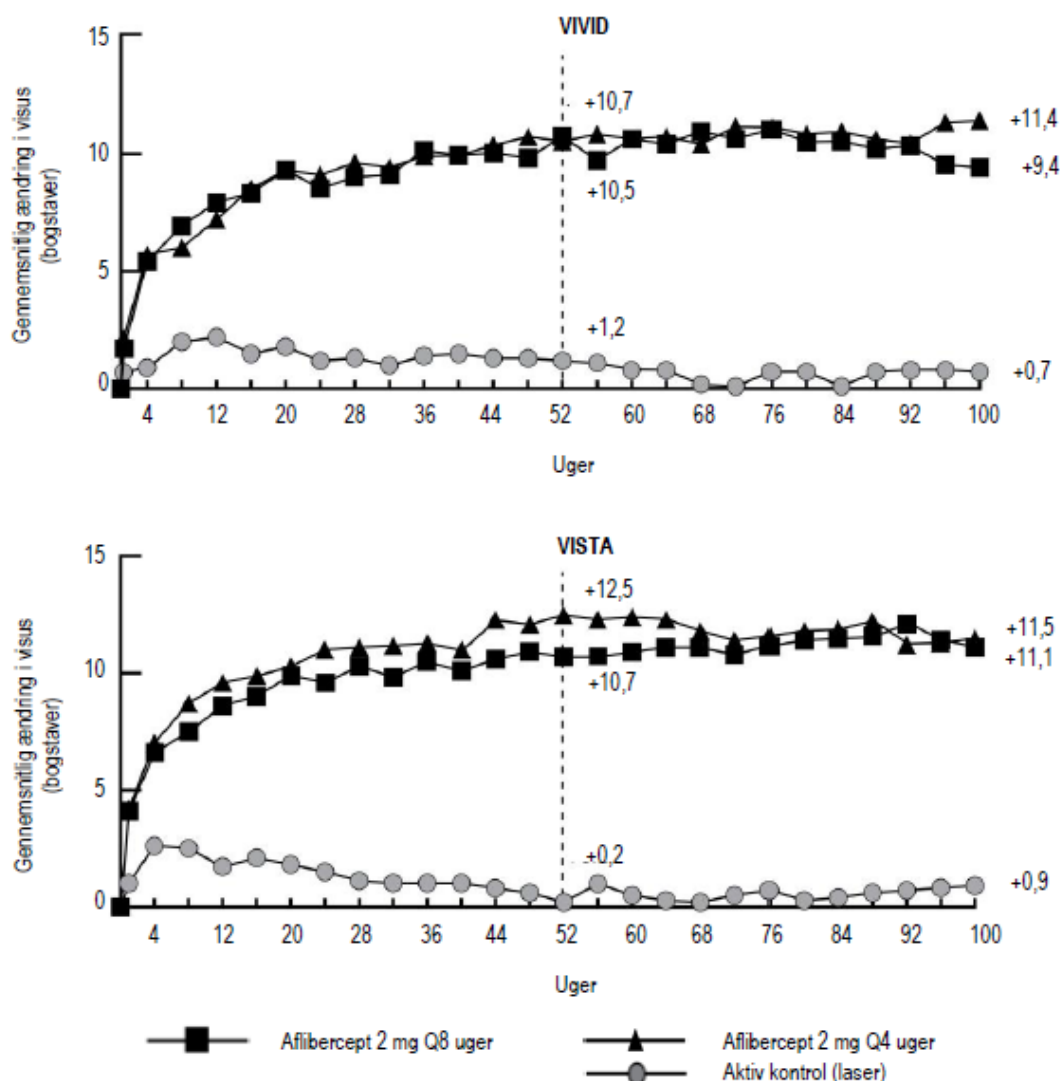 VIVID
15
10
5
0
Gennemsnitlig ændring i visus
(bogstaver)
+10,7
+10,5
+1,2
+11,4
+9,4
+0,7
4 12 20 28 36 44 52 60 68 76 84 92 100
Uger
VISTA
15
10
5
0
Gennemsnitlig ændring i visus
(bogstaver)
+12,5
+10,7
+0,2
+11,5
+11,1
+0,9
4 12 20 28 36 44 52 60 68 76 84 92 100
Uger
Aflibercept 2 mg Q8 uger
Aflibercept 2 mg Q4 uger
Aktiv kontrol (laser)